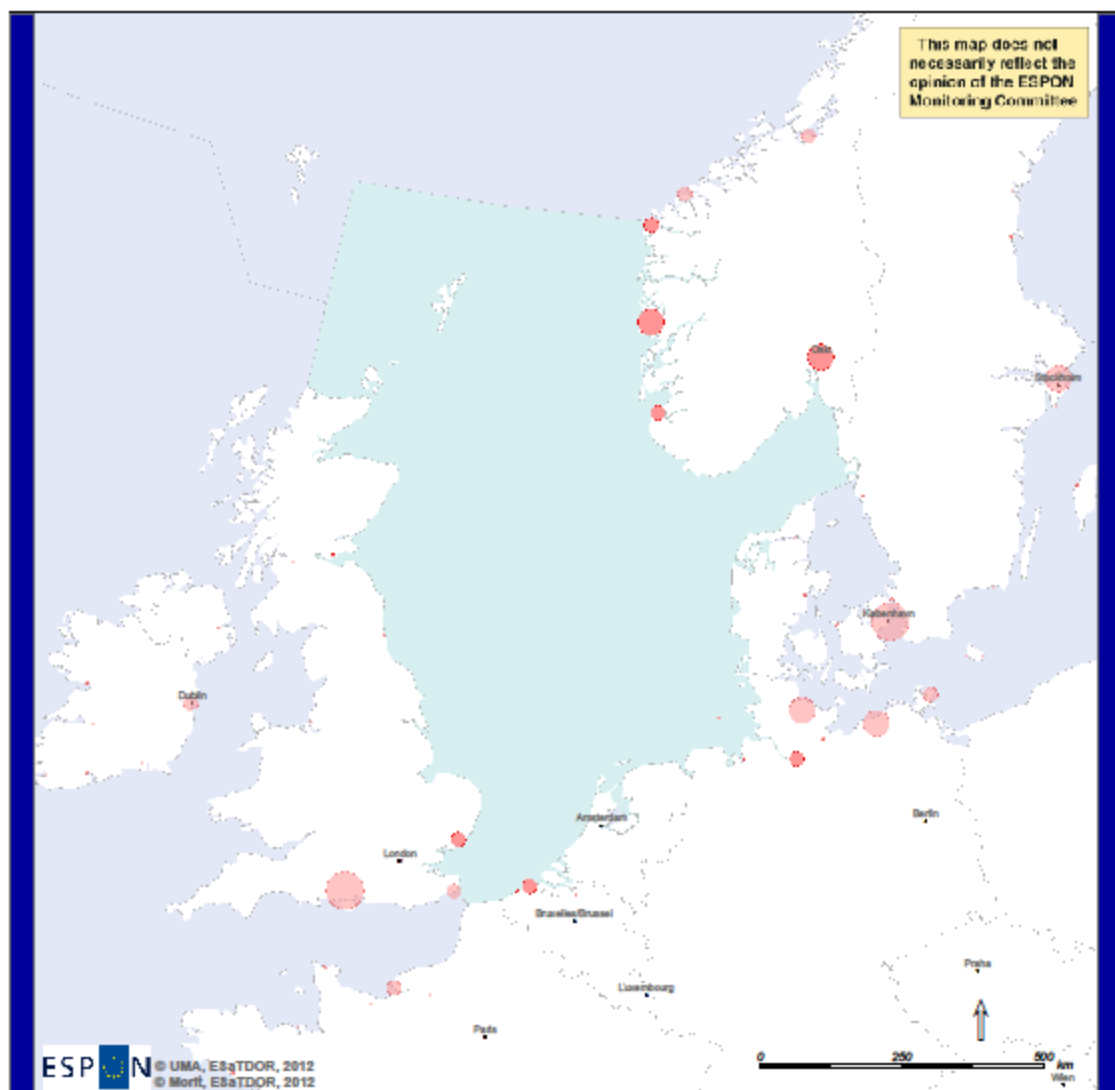 This map does not
necessarily reflect the
opinion of the ESPON
Monitoring Committee
Oslo
Stockholm
København
Dublin
Amsterdam
Berlin
London
Bruxelles/Brussel
Praha
Luxembourg
Paris
0 250 500
km
Wien
ESPON
© UMA, ESaTDOR, 2012
© Morti, ESaTDOR, 2012